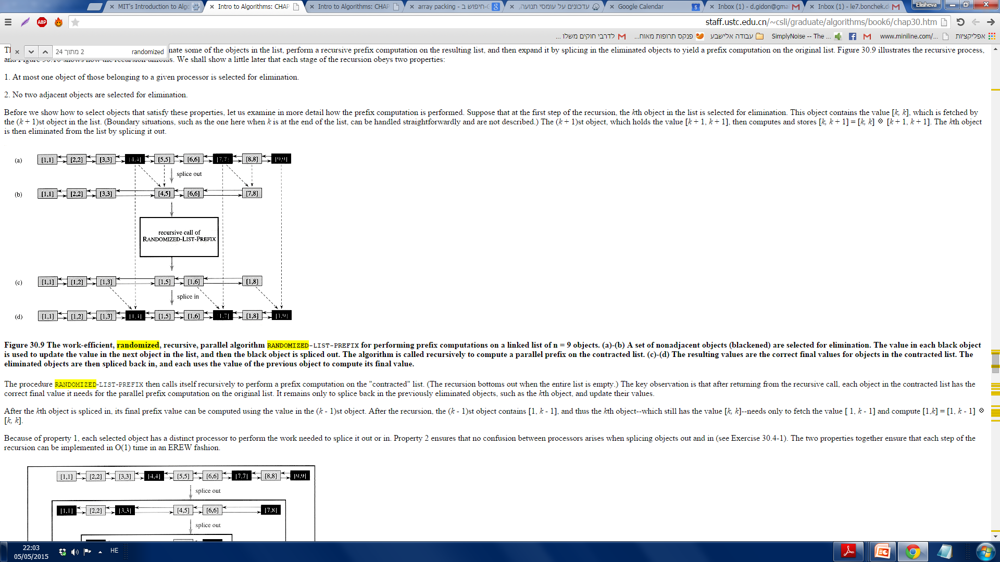 MIT's Introduction to Algo
Intro to Algorithms: CHAP
Intro to Algorithms: CHAP
array packing - חיפוש ב-G
עדכונים על עומסי תנועה,
Google Calendar
Inbox (1) - d.gidon@gma
Inbox (1) - le7.bonchek.d
Elisheva
staff.ustc.edu.cn/~csli/graduate/algorithms/book6/chap30.htm
לדרבי חוקים משלו ...
פנקס תרופות מאוח...
עבודה אלישבע
SimplyNoise -- The ...
www.miniline.com/...
אפליקציות
2 מתוך 24
randomized
nate some of the objects in the list, perform a recursive prefix computation on the resulting list, and then expand it by splicing in the eliminated objects to yield a prefix computation on the original list. Figure 30.9 illustrates the recursive process,
s. We shall show a little later that each stage of the recursion obeys two properties:
1. At most one object of those belonging to a given processor is selected for elimination.
2. No two adjacent objects are selected for elimination.
Before we show how to select objects that satisfy these properties, let us examine in more detail how the prefix computation is performed. Suppose that at the first step of the recursion, the kth object in the list is selected for elimination. This object contains the value [k, k], which is fetched by
the (k + 1)st object in the list. (Boundary situations, such as the one here when k is at the end of the list, can be handled straightforwardly and are not described.) The (k + 1)st object, which holds the value [k + 1, k + 1], then computes and stores [k, k + 1] = [k, k] ⊗ [k + 1, k + 1]. The kth object
is then eliminated from the list by splicing it out.
(a) [1,1] [2,2] [3,3] [4,4] [5,5] [6,6] [7,7] [8,8] [9,9]
splice out
(b) [1,1] [2,2] [3,3] [4,5] [6,6] [7,8]
recursive call of
RANDOMIZED-LIST-PREFIX
(c) [1,1] [1,2] [1,3] [1,5] [1,6] [1,8]
splice in
(d) [1,1] [1,2] [1,3] [1,4] [1,5] [1,6] [1,7] [1,8] [1,9]
Figure 30.9 The work-efficient, randomized, recursive, parallel algorithm RANDOMIZED-LIST-PREFIX for performing prefix computations on a linked list of n = 9 objects. (a)-(b) A set of nonadjacent objects (blackened) are selected for elimination. The value in each black object
is used to update the value in the next object in the list, and then the black object is spliced out. The algorithm is called recursively to compute a parallel prefix on the contracted list. (c)-(d) The resulting values are the correct final values for objects in the contracted list. The
eliminated objects are then spliced back in, and each uses the value of the previous object to compute its final value.
The procedure RANDOMIZED-LIST-PREFIX then calls itself recursively to perform a prefix computation on the "contracted" list. (The recursion bottoms out when the entire list is empty.) The key observation is that after returning from the recursive call, each object in the contracted list has the
correct final value it needs for the parallel prefix computation on the original list. It remains only to splice back in the previously eliminated objects, such as the kth object, and update their values.
After the kth object is spliced in, its final prefix value can be computed using the value in the (k - 1)st object. After the recursion, the (k - 1)st object contains [1, k - 1], and thus the kth object--which still has the value [k, k]--needs only to fetch the value [ 1, k - 1] and compute [1,k] = [1, k - 1] ⊗
[k, k].
Because of property 1, each selected object has a distinct processor to perform the work needed to splice it out or in. Property 2 ensures that no confusion between processors arises when splicing objects out and in (see Exercise 30.4-1). The two properties together ensure that each step of the
recursion can be implemented in O(1) time in an EREW fashion.
[1,1] [2,2] [3,3] [4,4] [5,5] [6,6] [7,7] [8,8] [9,9]
splice out
[1,1] [2,2] [3,3] [4,5] [6,6] [7,8]
splice out
22:03
05/05/2015
HE